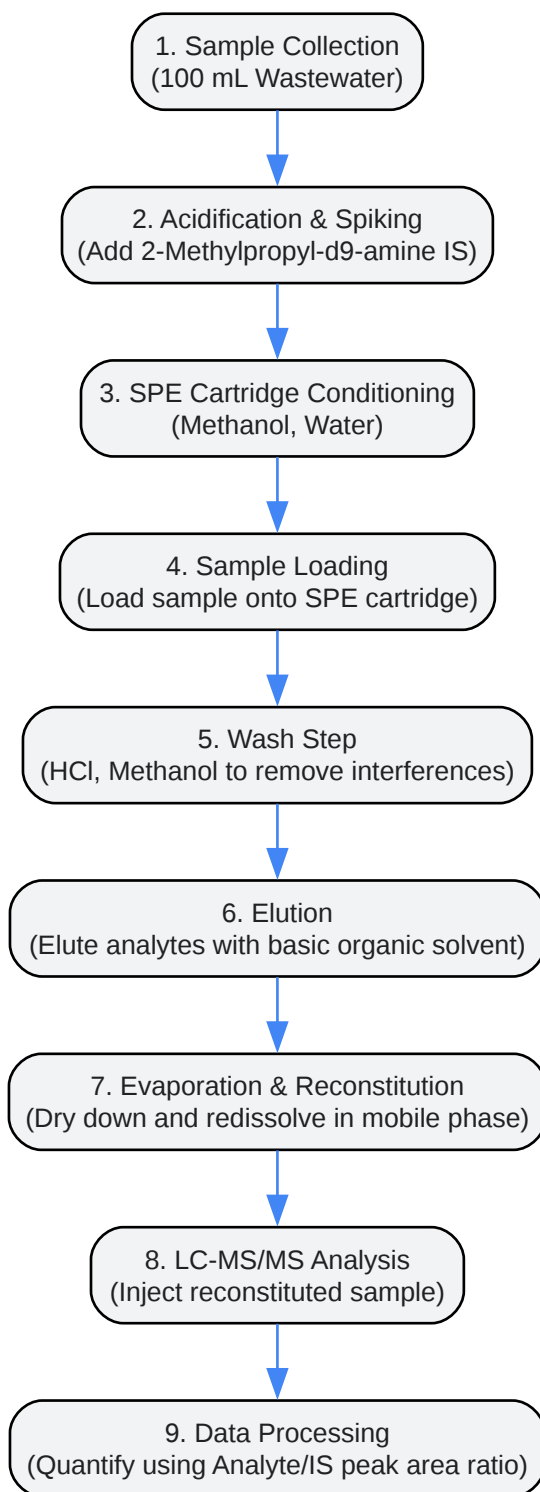 1. Sample Collection
(100 mL Wastewater)
2. Acidification & Spiking
(Add 2-Methylpropyl-d9-amine IS)
3. SPE Cartridge Conditioning
(Methanol, Water)
4. Sample Loading
(Load sample onto SPE cartridge)
5. Wash Step
(HCl, Methanol to remove interferences)
6. Elution
(Elute analytes with basic organic solvent)
7. Evaporation & Reconstitution
(Dry down and redissolve in mobile phase)
8. LC-MS/MS Analysis
(Inject reconstituted sample)
9. Data Processing
(Quantify using Analyte/IS peak area ratio)